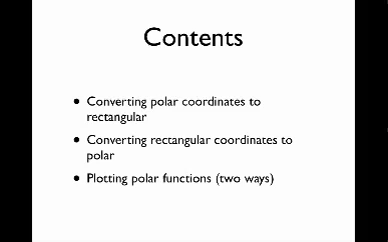 Contents
• Converting polar coordinates to
rectangular
• Converting rectangular coordinates to
polar
• Plotting polar functions (two ways)